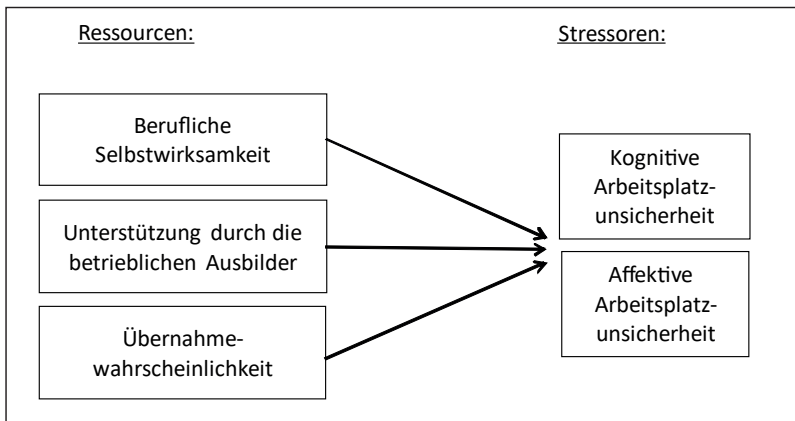 Ressourcen:
Stressoren:
Berufliche
Selbstwirksamkeit
Unterstützung durch die
betrieblichen Ausbilder
Übernahme-
wahrscheinlichkeit
Kognitive
Arbeitsplatz-
unsicherheit
Affektive
Arbeitsplatz-
unsicherheit